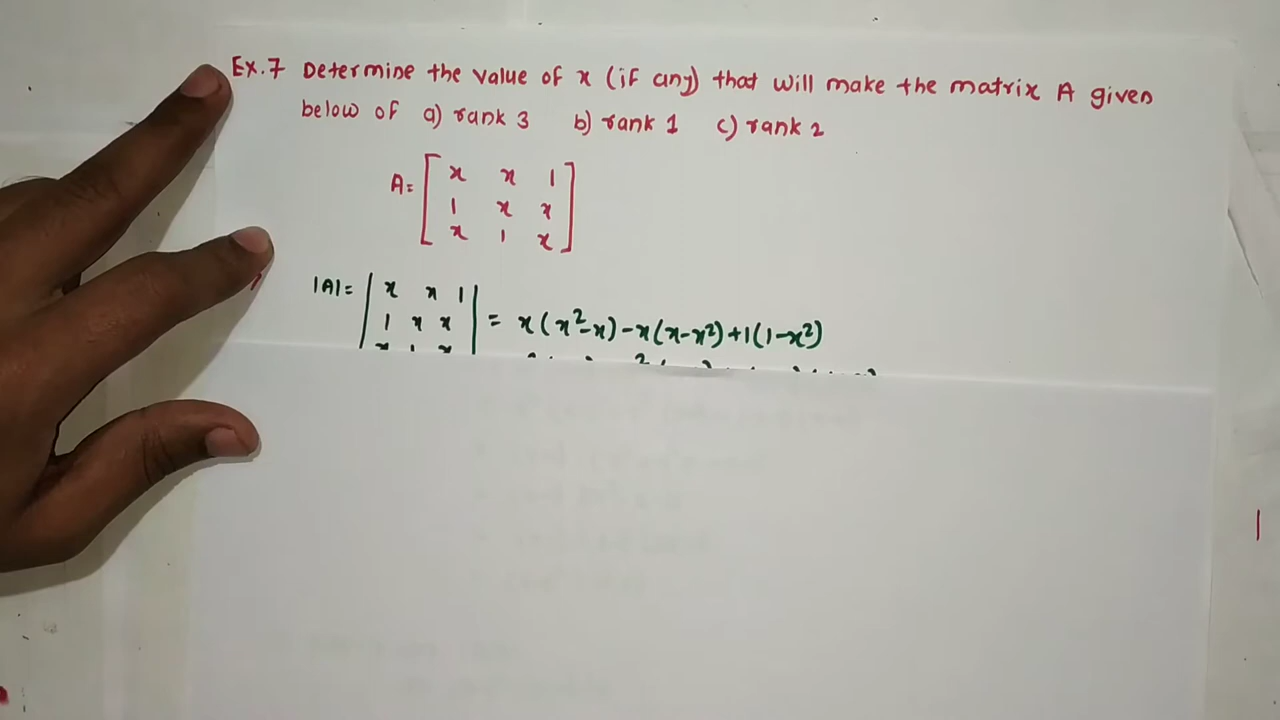 Ex.7 Determine the value of x (if any) that will make the matrix A given
below of a) rank 3 b) rank 1 c) rank 2
A= [ x x 1
1 x x
x 1 x ]
|A|= | x x 1
1 x x | = x(x²-x)-x(x-x²)+1(1-x²)